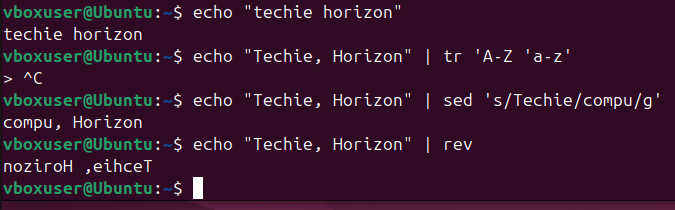 vboxuser@Ubuntu:~$ echo "techie horizon"
techie horizon
vboxuser@Ubuntu:~$ echo "Techie, Horizon" | tr 'A-Z 'a-z'
> ^C
vboxuser@Ubuntu:~$ echo "Techie, Horizon" | sed 's/Techie/compu/g'
compu, Horizon
vboxuser@Ubuntu:~$ echo "Techie, Horizon" | rev
noziroH ,eihceT
vboxuser@Ubuntu:~$